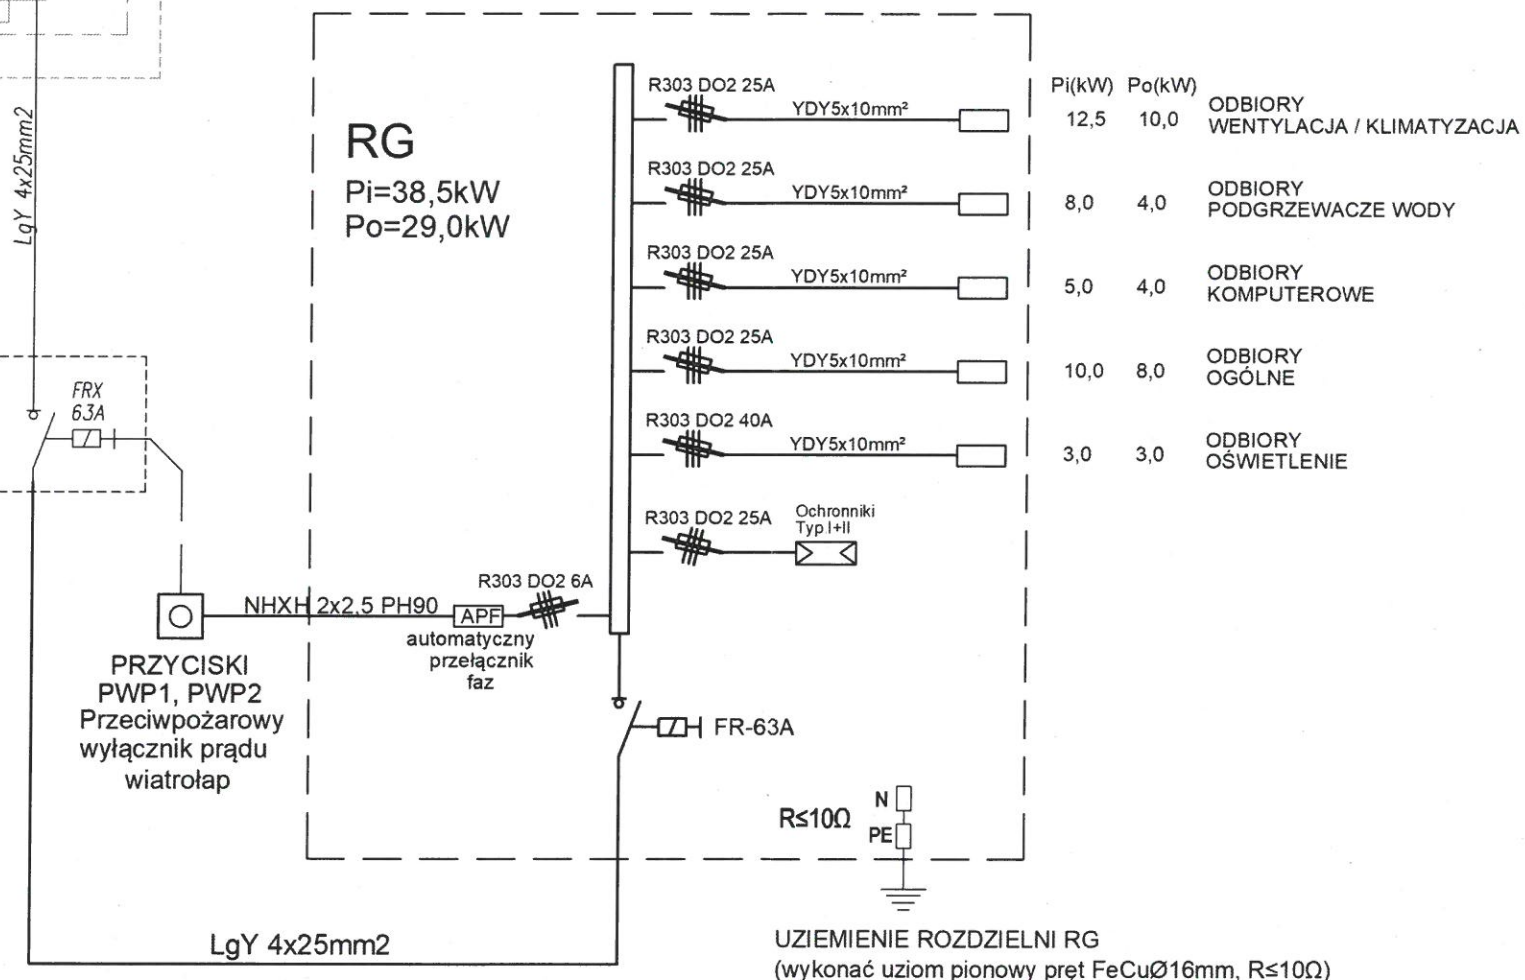 LgY 4x25mm2
FRX
63A
RG
Pi=38,5kW
Po=29,0kW
Pi(kW) Po(kW)
R303 DO2 25A
YDY5x10mm²
12,5 10,0
ODBIORY
WENTYLACJA / KLIMATYZACJA
R303 DO2 25A
YDY5x10mm²
8,0 4,0
ODBIORY
PODGRZEWACZE WODY
R303 DO2 25A
YDY5x10mm²
5,0 4,0
ODBIORY
KOMPUTEROWE
R303 DO2 25A
YDY5x10mm²
10,0 8,0
ODBIORY
OGÓLNE
R303 DO2 40A
YDY5x10mm²
3,0 3,0
ODBIORY
OŚWIETLENIE
R303 DO2 25A
Ochronniki
Typ I+II
R303 DO2 6A
NHXH 2x2,5 PH90
APF
automatyczny
przełącznik
faz
PRZYCISKI
PWP1, PWP2
Przeciwpożarowy
wyłącznik prądu
wiatrołap
FR-63A
R≤10Ω
N
PE
LgY 4x25mm2
UZIEMIENIE ROZDZIELNI RG
(wykonać uziom pionowy pręt FeCuØ16mm, R≤10Ω)